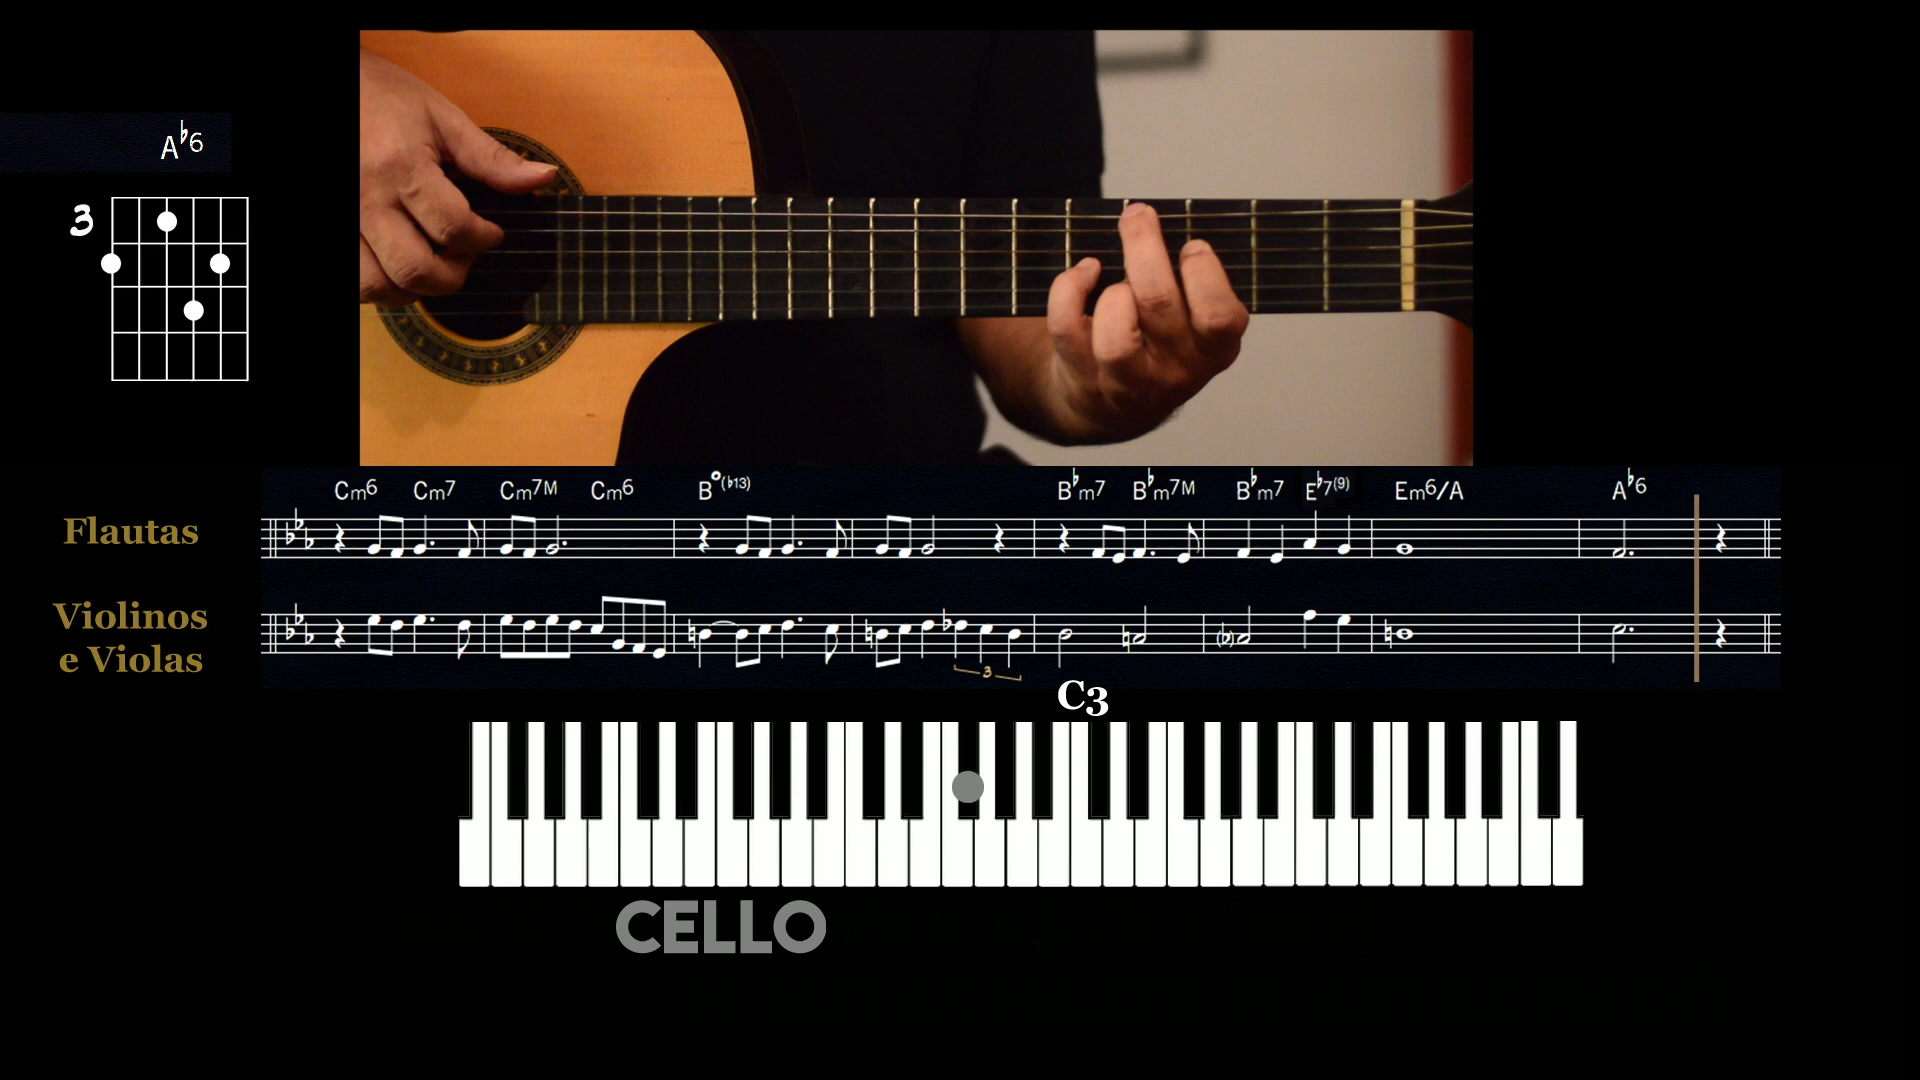 A♭6
3
Cm6 Cm7 Cm7M Cm6 B°(♭13) B♭m7 B♭m7M B♭m7 E♭7(9) Em6/A A♭6
Flautas
Violinos
e Violas
3
C3
CELLO